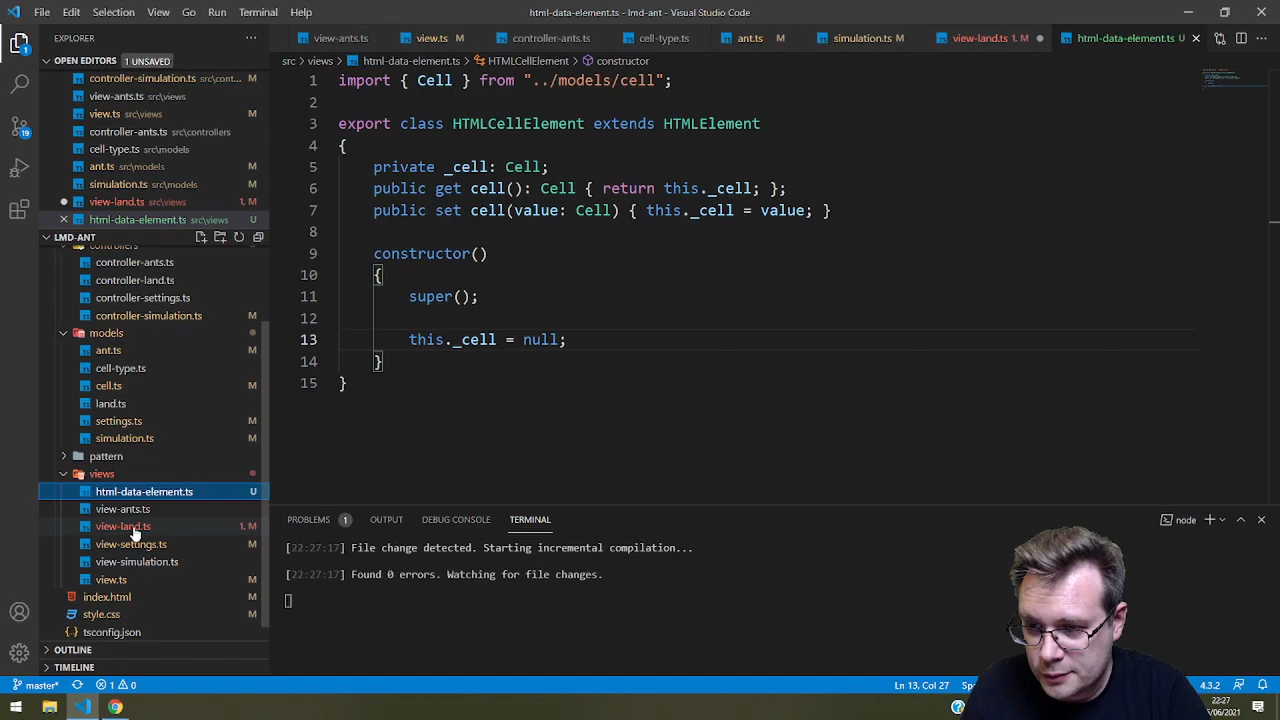 File Edit Selection View Go Run Terminal Help
html-data-element.ts - lmd-ant - Visual Studio Code
EXPLORER
view-ants.ts view.ts M controller-ants.ts cell-type.ts ant.ts M simulation.ts M view-land.ts 1, M html-data-element.ts U
OPEN EDITORS 1 UNSAVED
controller-simulation.ts src\cont...
view-ants.ts src\views
view.ts src\views M
controller-ants.ts src\controllers
cell-type.ts src\models
ant.ts src\models M
simulation.ts src\models M
view-land.ts src\views 1, M
html-data-element.ts src\views U
LMD-ANT
controllers
controller-ants.ts
controller-land.ts
controller-settings.ts
controller-simulation.ts M
models
ant.ts M
cell-type.ts
cell.ts M
land.ts
settings.ts M
simulation.ts M
pattern
views
html-data-element.ts U
view-ants.ts
view-land.ts 1, M
view-settings.ts M
view-simulation.ts
view.ts M
index.html M
style.css M
tsconfig.json
OUTLINE
TIMELINE
src > views > html-data-element.ts > HTMLCellElement > constructor
1 import { Cell } from "../models/cell";
2
3 export class HTMLCellElement extends HTMLElement
4 {
5 private _cell: Cell;
6 public get cell(): Cell { return this._cell; };
7 public set cell(value: Cell) { this._cell = value; }
8
9 constructor()
10 {
11 super();
12
13 this._cell = null;
14 }
15 }
PROBLEMS 1 OUTPUT DEBUG CONSOLE TERMINAL node
[22:27:17] File change detected. Starting incremental compilation...
[22:27:17] Found 0 errors. Watching for file changes.
master* 1 0 Ln 13, Col 27 4.3.2
22:27
/06/2021